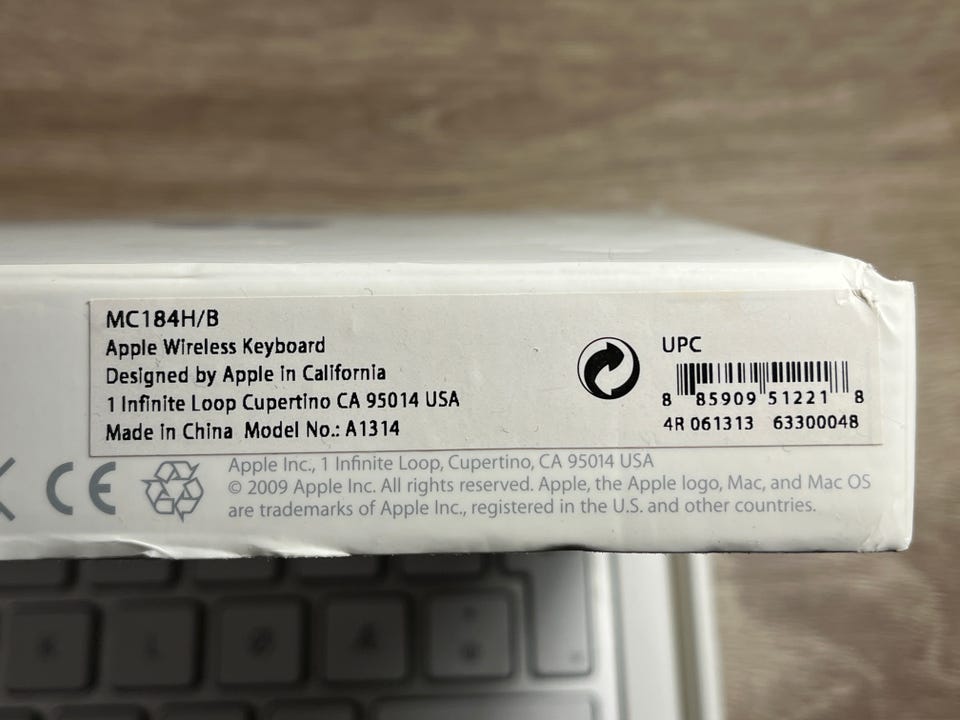 MC184H/B
Apple Wireless Keyboard
Designed by Apple in California
1 Infinite Loop Cupertino CA 95014 USA
Made in China Model No.: A1314
UPC
8 85909 51221 8
4R 061313 63300048
Apple Inc., 1 Infinite Loop, Cupertino, CA 95014 USA
© 2009 Apple Inc. All rights reserved. Apple, the Apple logo, Mac, and Mac OS
are trademarks of Apple Inc., registered in the U.S. and other countries.
CE
K L Ø Æ